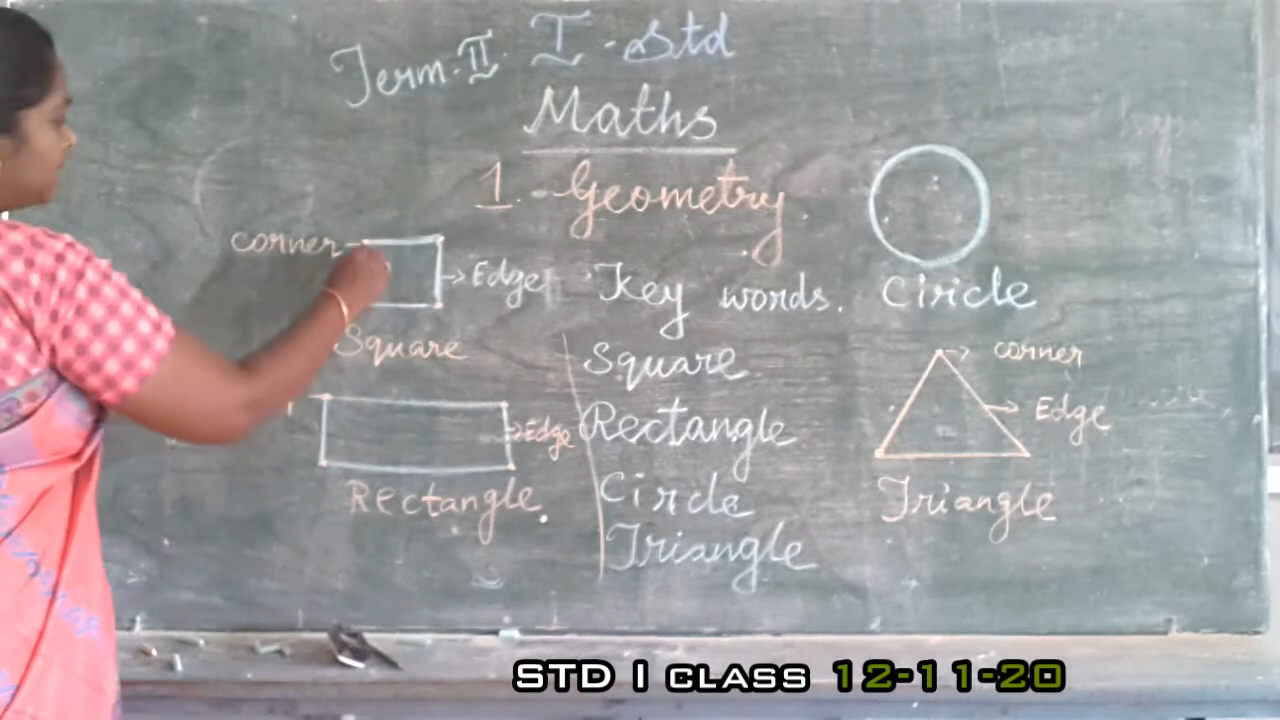 Term-II I-Std
Maths
1. Geometry
corner
Edge
Square
Edge
Rectangle
Key words.
Square
Rectangle
Circle
Triangle
Circle
corner
Edge
Triangle
STD I CLASS 12-11-20